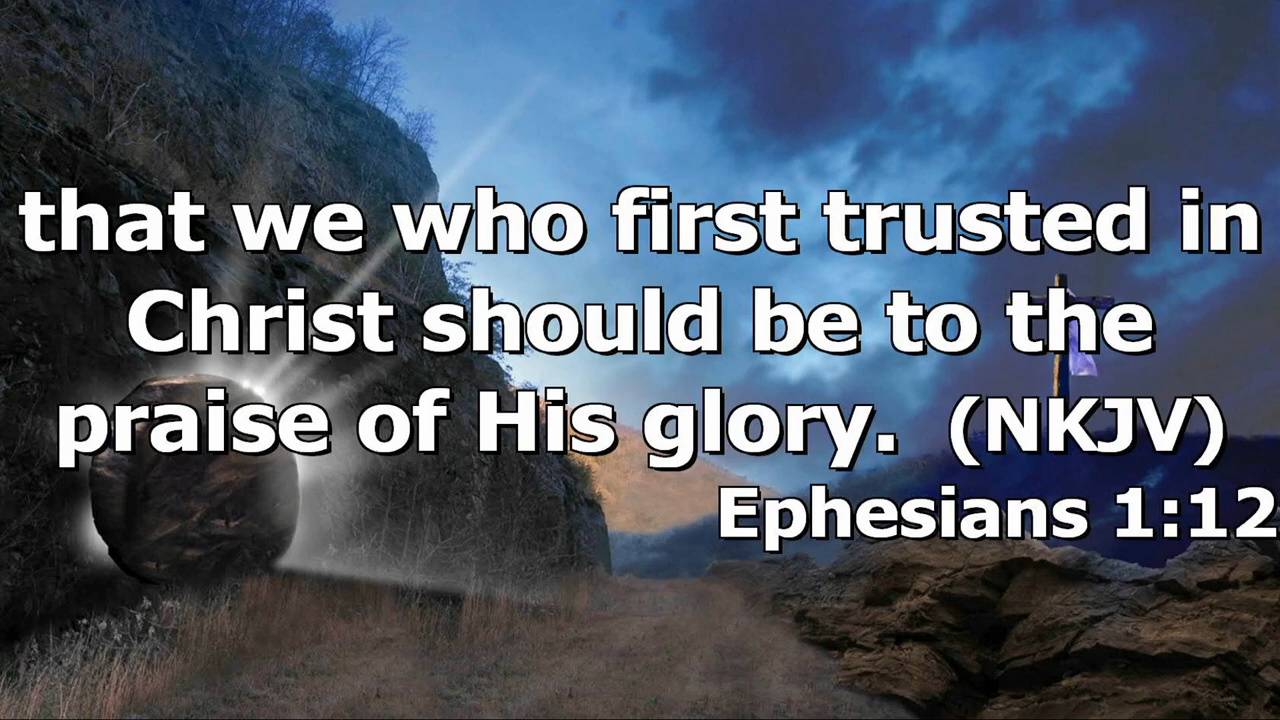 that we who first trusted in
Christ should be to the
praise of His glory.  (NKJV)
Ephesians 1:12